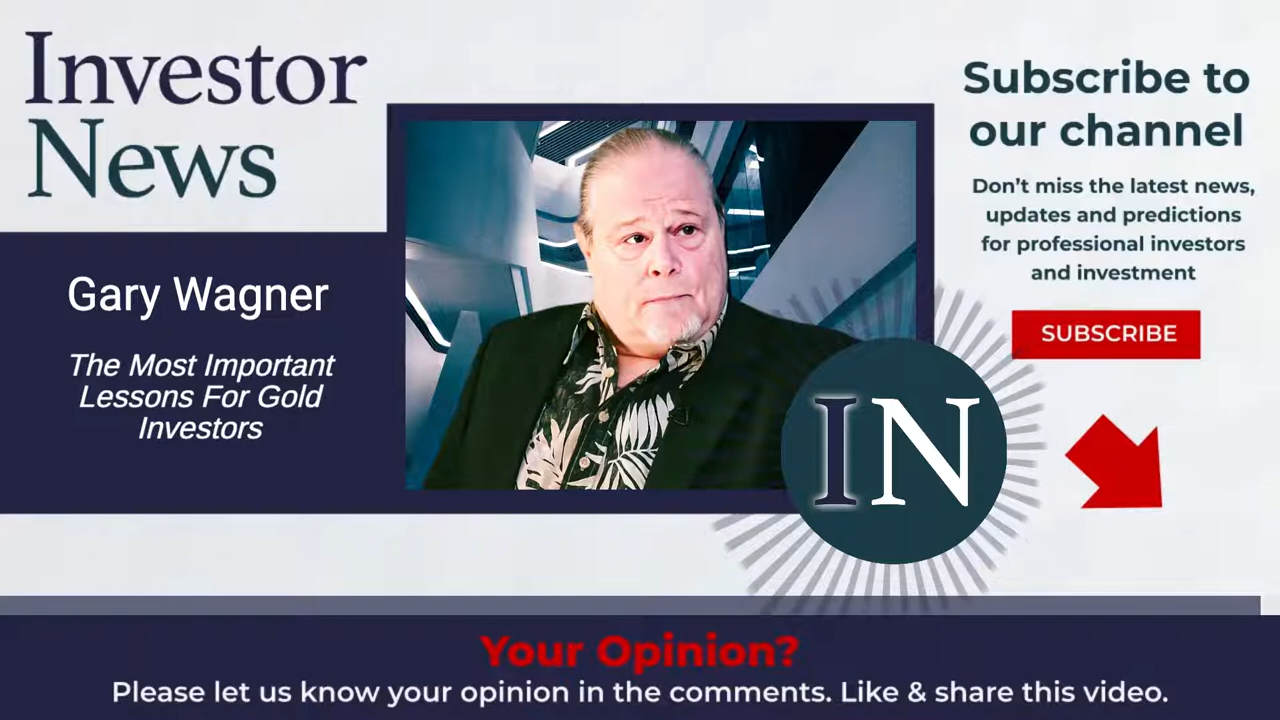 Investor
News
Gary Wagner
The Most Important
Lessons For Gold
Investors
IN
Subscribe to
our channel
Don’t miss the latest news,
updates and predictions
for professional investors
and investment
SUBSCRIBE
Your Opinion?
Please let us know your opinion in the comments. Like & share this video.